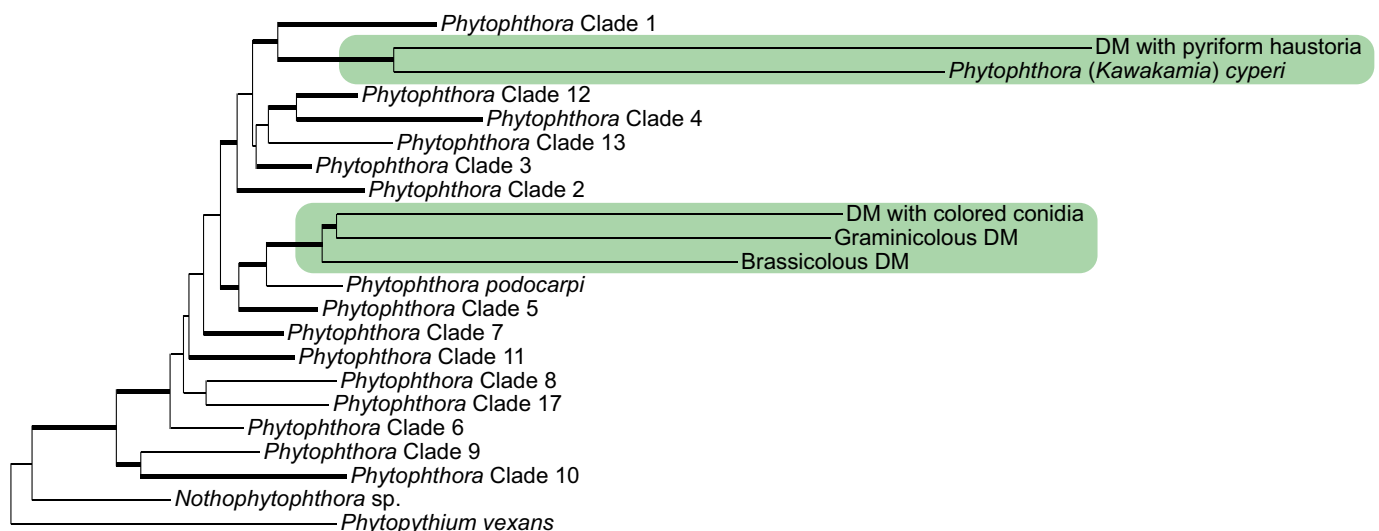 Phytophthora Clade 1
DM with pyriform haustoria
Phytophthora (Kawakamia) cyperi
Phytophthora Clade 12
Phytophthora Clade 4
Phytophthora Clade 13
Phytophthora Clade 3
Phytophthora Clade 2
DM with colored conidia
Graminicolous DM
Brassicolous DM
Phytophthora podocarpi
Phytophthora Clade 5
Phytophthora Clade 7
Phytophthora Clade 11
Phytophthora Clade 8
Phytophthora Clade 17
Phytophthora Clade 6
Phytophthora Clade 9
Phytophthora Clade 10
Nothophytophthora sp.
Phytopythium vexans